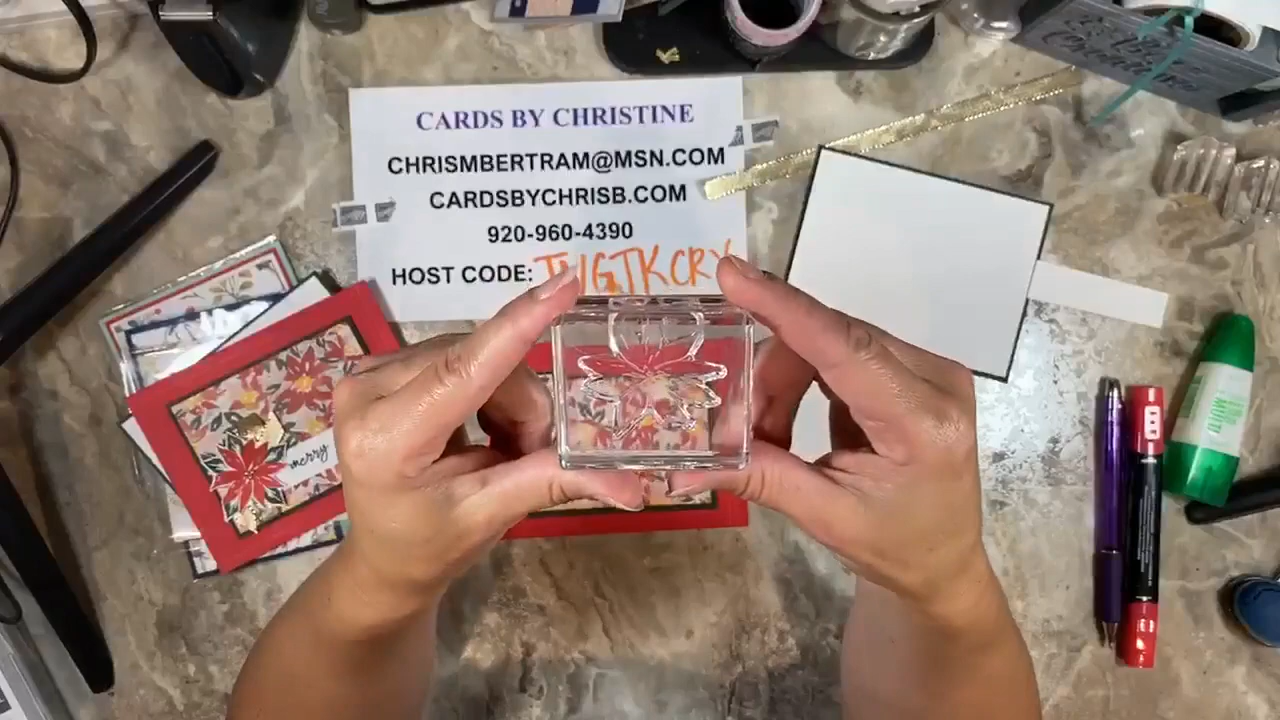 CARDS BY CHRISTINE
CHRISMBERTRAM@MSN.COM
CARDSBYCHRISB.COM
920-960-4390
HOST CODE:
merry